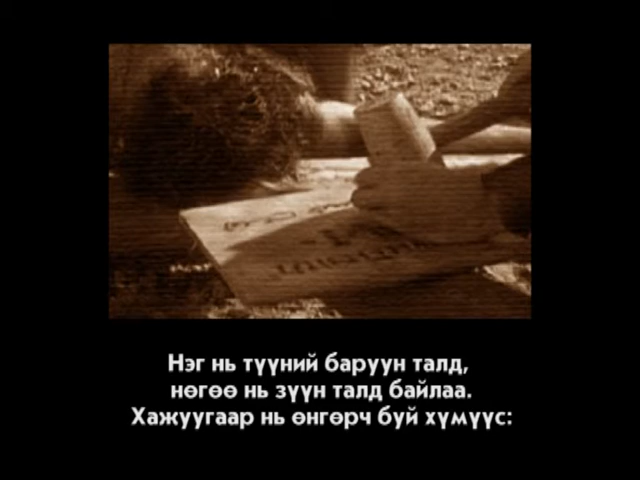 Нэг нь түүний баруун талд,
нөгөө нь зүүн талд байлаа.
Хажуугаар нь өнгөрч буй хүмүүс: